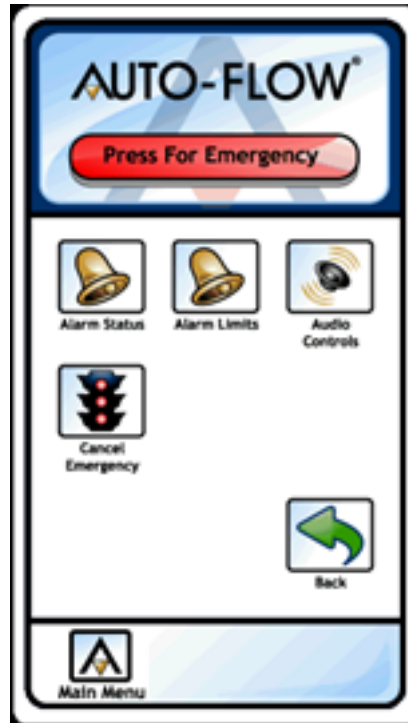 AUTO-FLOW®
Press For Emergency
Alarm Status
Alarm Limits
Audio
Controls
Cancel
Emergency
Back
Main Menu